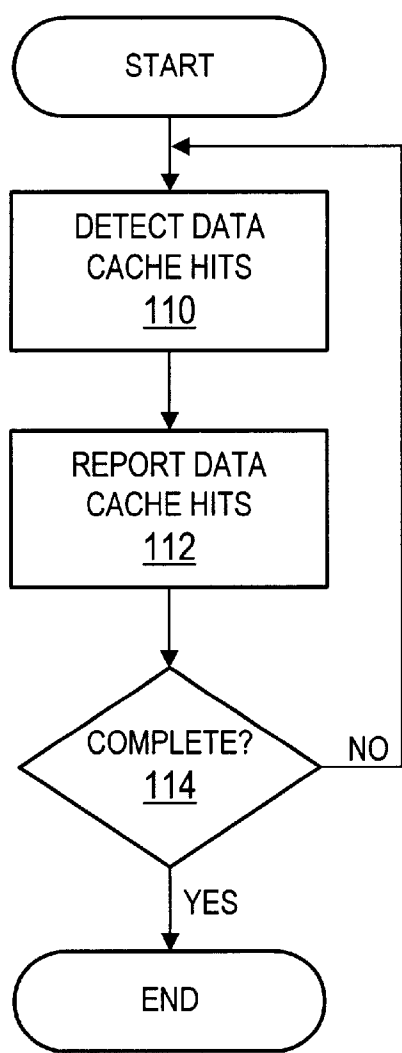 START
DETECT DATA
CACHE HITS
110
REPORT DATA
CACHE HITS
112
COMPLETE?
114
NO
YES
END